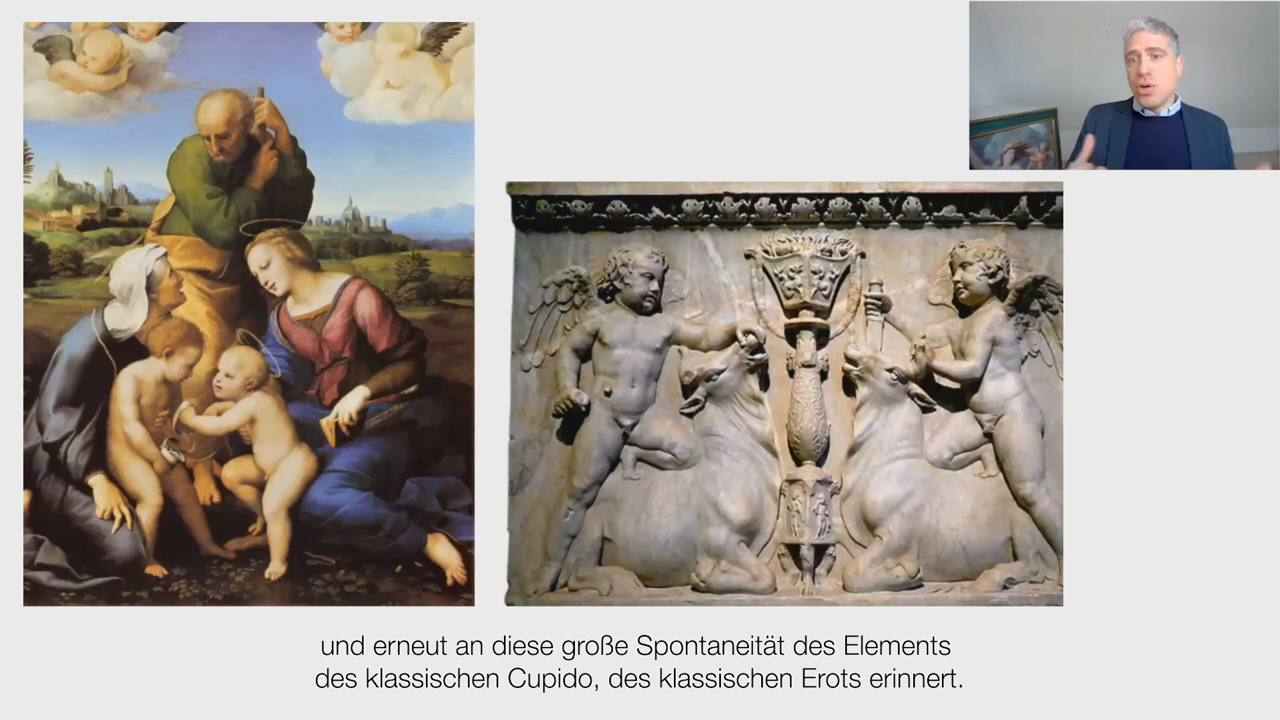 und erneut an diese große Spontaneität des Elements
des klassischen Cupido, des klassischen Erots erinnert.